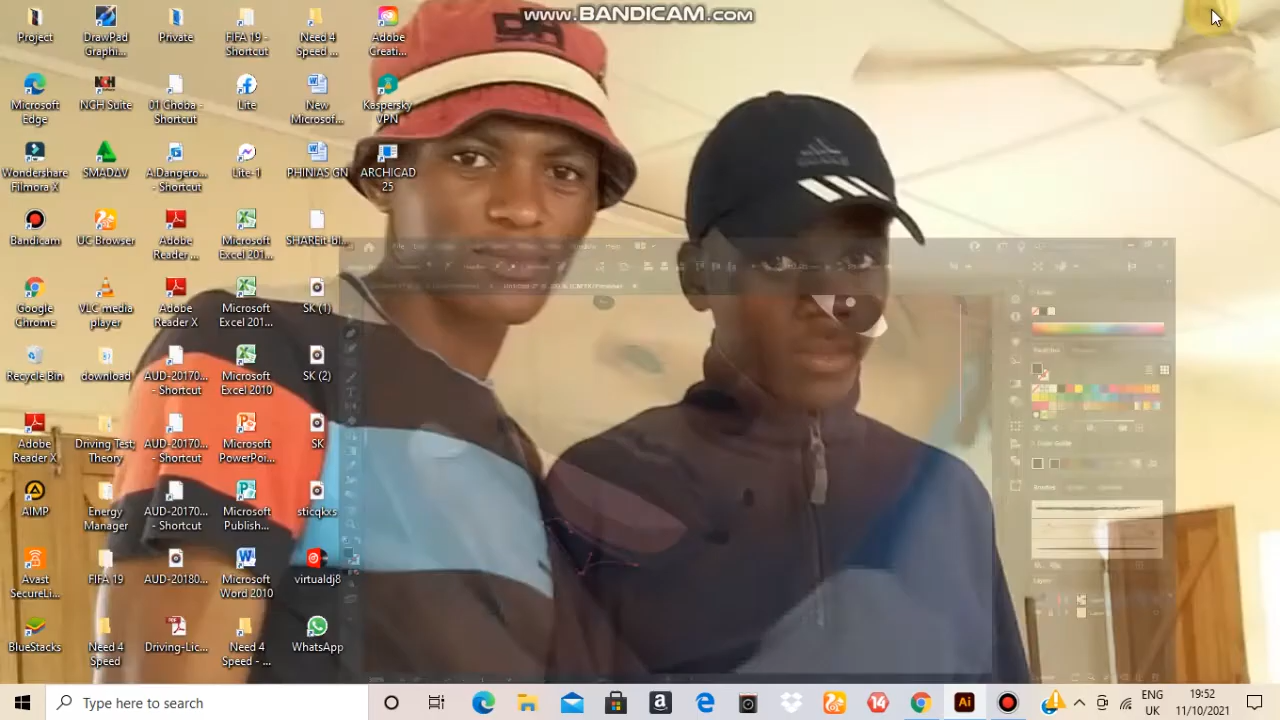 www.BANDICAM.com
Project
DrawPad
Graphi...
Private
FIFA 19 -
Shortcut
Need 4
Speed ...
Adobe
Creati...
Microsoft
Edge
NCH Suite
01 Choba -
Shortcut
Lite
New
Microsof...
Kaspersky
VPN
Wondershare
Filmora X
SMADAV
A.Dangero...
- Shortcut
Lite-1
PHINIAS GN
ARCHICAD
25
Bandicam
UC Browser
Adobe
Reader ...
Microsoft
Excel 201...
SHAREit-bi...
Google
Chrome
VLC media
player
Adobe
Reader X
Microsoft
Excel 201...
SK (1)
Recycle Bin
download
AUD-20170...
- Shortcut
Microsoft
Excel 2010
SK (2)
Adobe
Reader X
Driving Test
Theory
AUD-20170...
- Shortcut
Microsoft
PowerPoi...
SK
AIMP
Energy
Manager
AUD-20170...
- Shortcut
Microsoft
Publish...
sticqkxs
Avast
SecureLi...
FIFA 19
AUD-20180...
Microsoft
Word 2010
virtualdj8
BlueStacks
Need 4
Speed
Driving-Lic...
Need 4
Speed - ...
WhatsApp
Type here to search
Ai
ENG
UK
19:52
11/10/2021